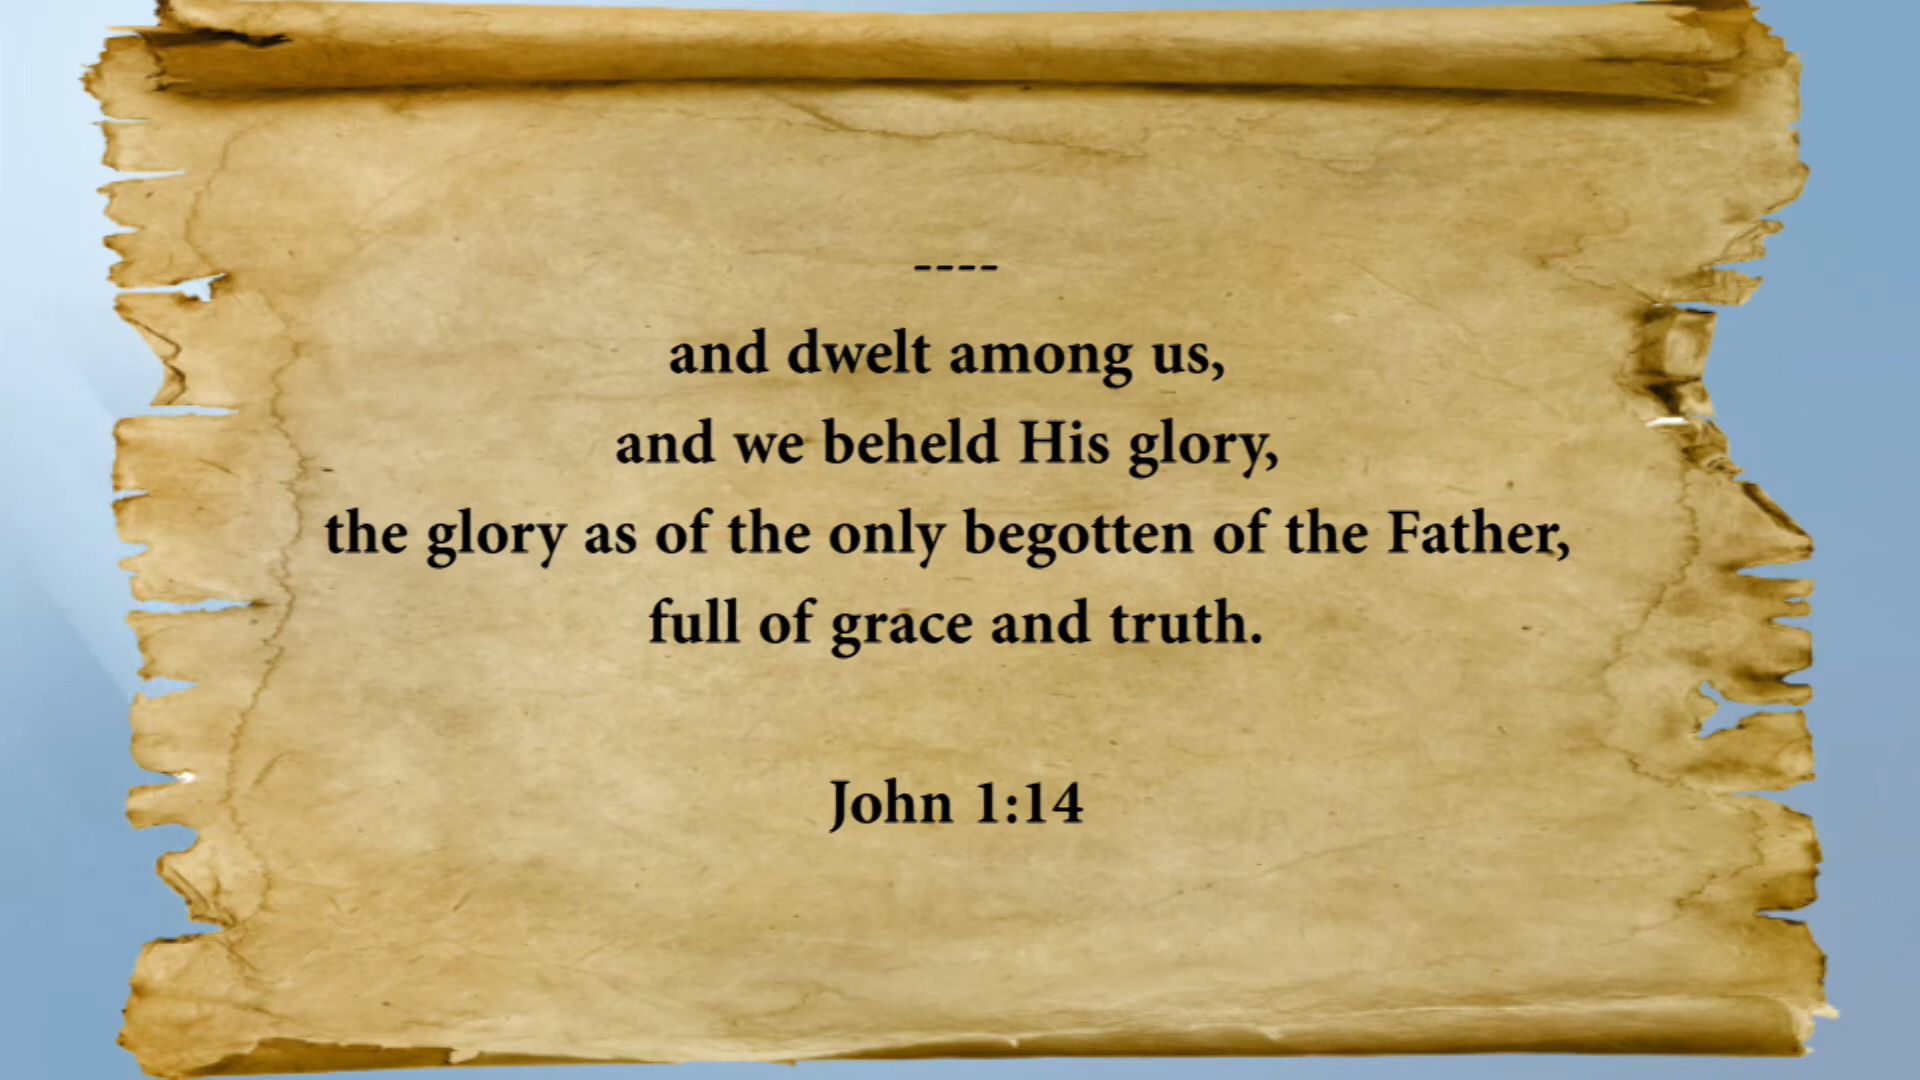 ----
and dwelt among us,
and we beheld His glory,
the glory as of the only begotten of the Father,
full of grace and truth.
John 1:14